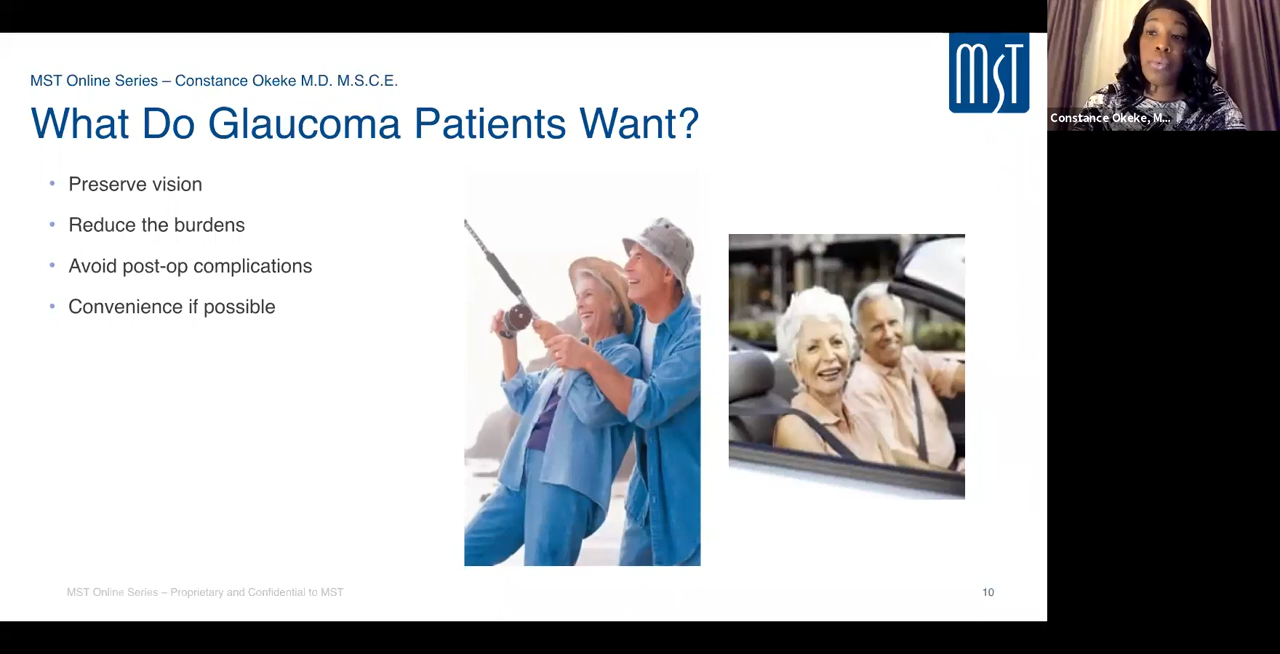 MST Online Series – Constance Okeke M.D. M.S.C.E.
MST
What Do Glaucoma Patients Want?
• Preserve vision
• Reduce the burdens
• Avoid post-op complications
• Convenience if possible
MST Online Series – Proprietary and Confidential to MST
10
Constance Okeke, M...